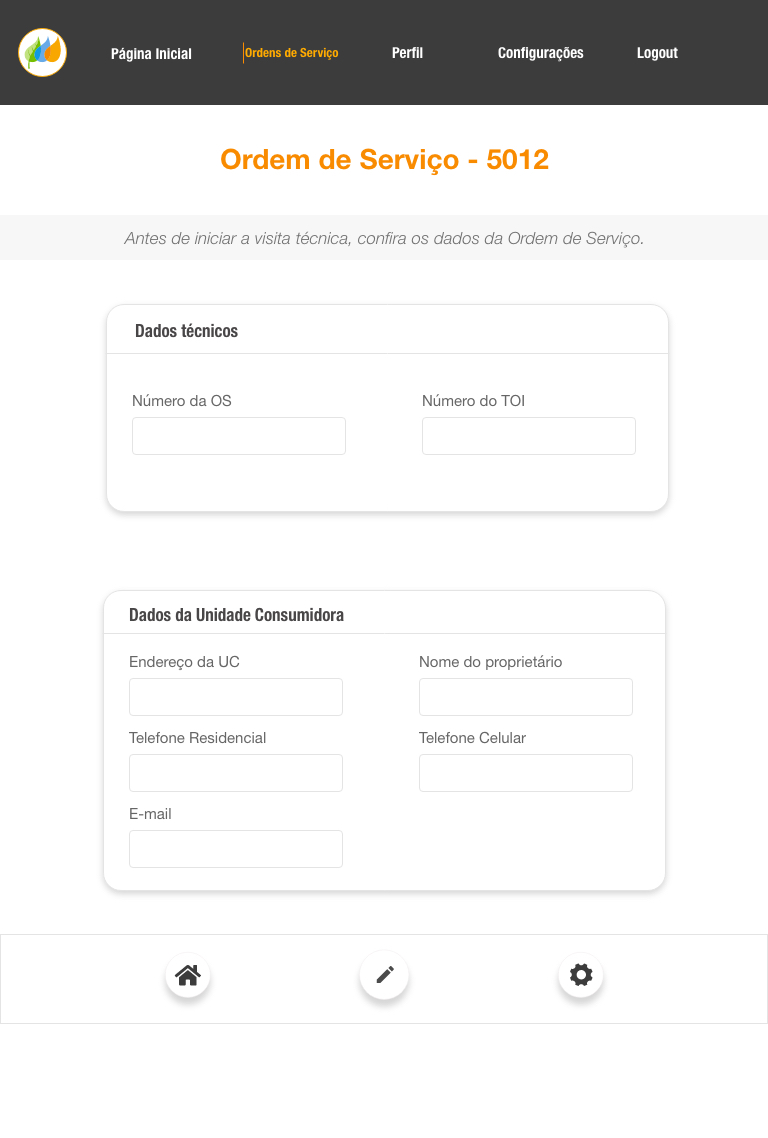 Página Inicial
Ordens de Serviço
Perfil
Configurações
Logout
Ordem de Serviço - 5012
Antes de iniciar a visita técnica, confira os dados da Ordem de Serviço.
Dados técnicos
Número da OS
Número do TOI
Dados da Unidade Consumidora
Endereço da UC
Nome do proprietário
Telefone Residencial
Telefone Celular
E-mail